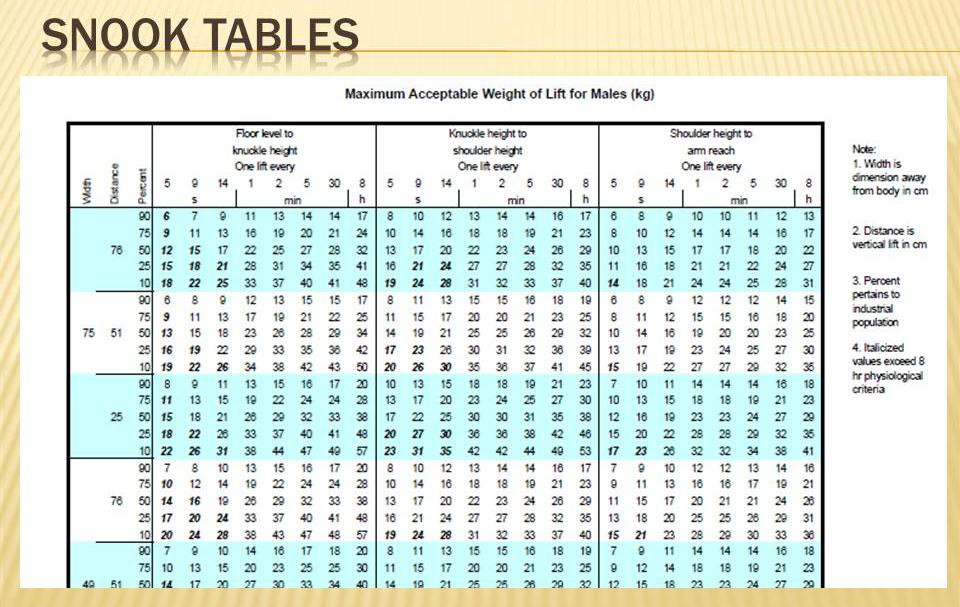 SNOOK TABLES
Maximum Acceptable Weight of Lift for Males (kg)
Floor level to Knuckle height to Shoulder height to
knuckle height shoulder height arm reach
One lift every One lift every One lift every
Width Distance Percent 5 9 14 1 2 5 30 8 5 9 14 1 2 5 30 8 5 9 14 1 2 5 30 8
s min h s min h s min h
90 6 7 9 11 13 14 14 17 8 10 12 13 14 14 16 17 6 8 9 10 10 11 12 13
75 9 11 13 16 19 20 21 24 10 14 16 18 18 19 21 23 8 10 12 14 14 14 16 17
76 50 12 15 17 22 25 27 28 32 13 17 20 22 23 24 26 29 10 13 15 17 17 18 20 22
25 15 18 21 28 31 34 35 41 16 21 24 27 27 28 32 35 11 16 18 21 21 22 24 27
10 18 22 25 33 37 40 41 48 19 24 28 31 32 33 37 40 14 18 21 24 24 25 28 31
90 6 8 9 12 13 15 15 17 8 11 13 15 15 16 18 19 6 8 9 12 12 12 14 15
75 9 11 13 17 19 21 22 25 11 15 17 20 20 21 23 25 8 11 12 15 15 16 18 20
75 51 50 13 15 18 23 26 28 29 34 14 19 21 25 25 26 29 32 10 14 16 19 20 20 23 25
25 16 19 22 29 33 35 36 42 17 23 26 30 31 32 36 39 13 17 19 23 24 25 27 30
10 19 22 26 34 38 42 43 50 20 26 30 35 36 37 41 45 15 19 22 27 27 29 32 35
90 8 9 11 13 15 16 17 20 10 13 15 18 18 19 21 23 7 10 11 14 14 14 16 18
75 11 13 15 19 22 24 24 28 13 17 20 23 24 25 27 30 10 13 15 18 18 19 21 23
25 50 15 18 21 26 29 32 33 38 17 22 25 30 30 31 35 38 12 16 19 23 23 24 27 29
25 18 22 26 33 37 40 41 48 20 27 30 36 36 38 42 46 15 20 22 28 28 29 32 35
10 22 26 31 38 44 47 49 57 23 31 35 42 42 44 49 53 17 23 26 32 32 34 38 41
90 7 8 10 13 15 16 17 20 8 10 12 13 14 14 16 17 7 9 10 12 12 13 14 16
75 10 12 14 19 22 24 24 28 10 14 16 18 18 19 21 23 9 11 13 16 16 17 19 21
76 50 14 16 19 26 29 32 33 38 13 17 20 22 23 24 26 29 11 15 17 20 21 21 24 26
25 17 20 24 33 37 40 41 48 16 21 24 27 27 28 32 35 13 18 20 25 25 26 29 31
10 20 24 28 38 43 47 48 57 19 24 28 31 32 33 37 40 15 21 23 28 29 30 33 36
90 7 9 10 14 16 17 18 20 8 11 13 15 15 16 18 19 7 9 11 14 14 14 16 18
75 10 13 15 20 23 25 25 30 11 15 17 20 20 21 23 25 9 12 14 18 18 19 21 23
49 51 50 14 17 20 27 30 33 34 40 14 19 21 25 25 26 29 32 12 15 18 23 23 24 27 29
Note:
1. Width is
dimension away
from body in cm
2. Distance is
vertical lift in cm
3. Percent
pertains to
industrial
population
4. Italicized
values exceed 8
hr physiological
criteria